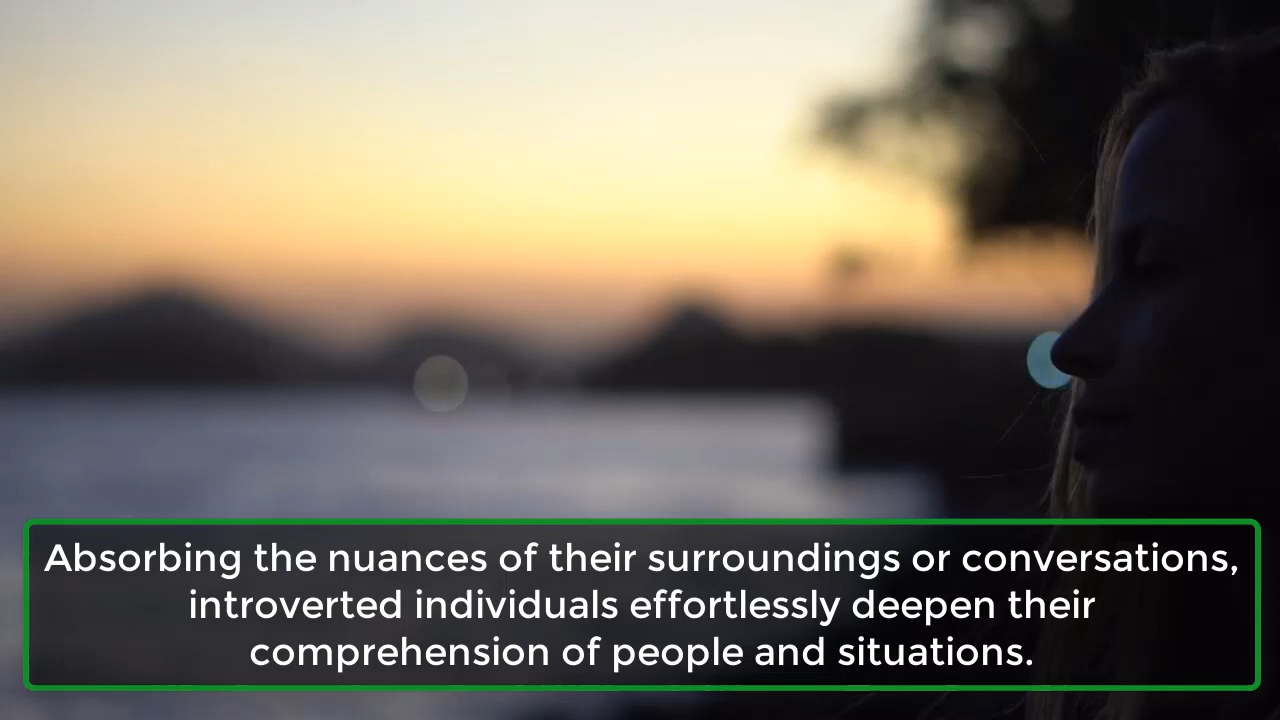 Absorbing the nuances of their surroundings or conversations,
introverted individuals effortlessly deepen their
comprehension of people and situations.